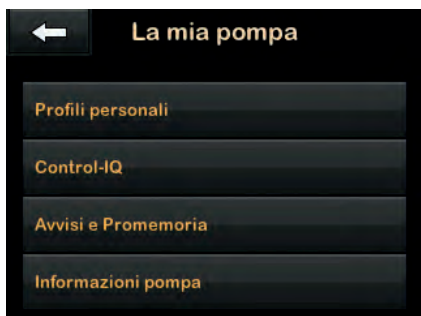 La mia pompa
Profili personali
Control-IQ
Avvisi e Promemoria
Informazioni pompa